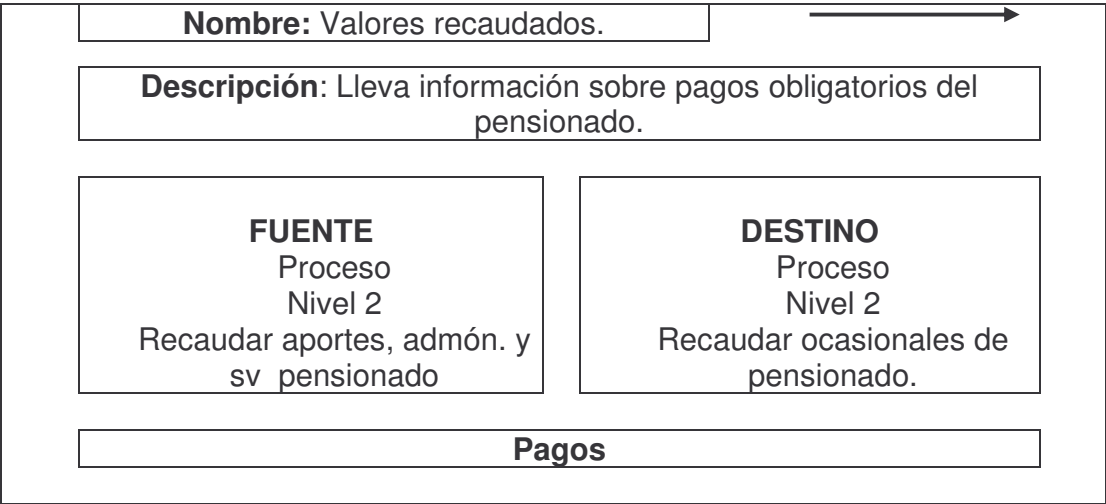 Nombre: Valores recaudados.
Descripción: Lleva información sobre pagos obligatorios del
pensionado.
FUENTE
Proceso
Nivel 2
Recaudar aportes, admón. y
sv pensionado
DESTINO
Proceso
Nivel 2
Recaudar ocasionales de
pensionado.
Pagos